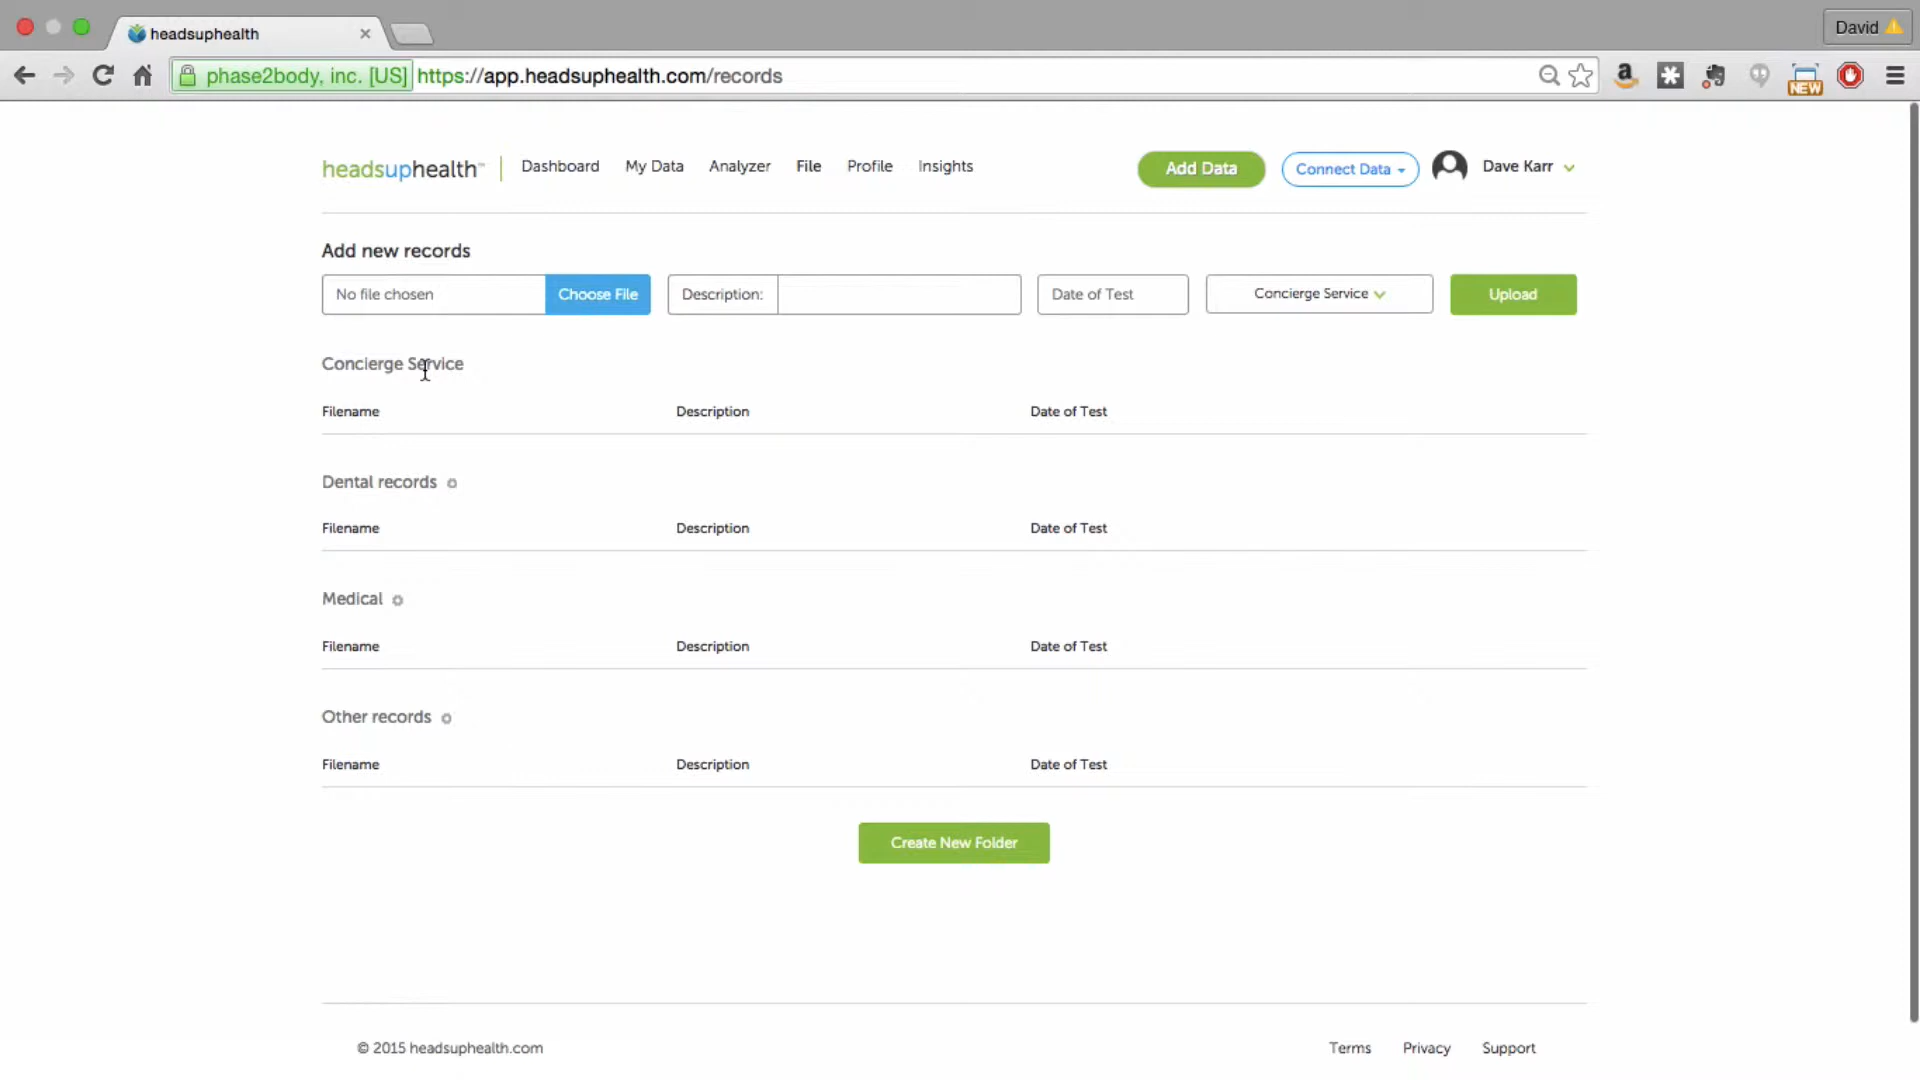 headsuphealth
David
phase2body, inc. [US] https://app.headsuphealth.com/records
NEW
headsuphealth™ Dashboard My Data Analyzer File Profile Insights Add Data Connect Data Dave Karr
Add new records
No file chosen Choose File Description: Date of Test Concierge Service Upload
Concierge Service
Filename Description Date of Test
Dental records
Filename Description Date of Test
Medical
Filename Description Date of Test
Other records
Filename Description Date of Test
Create New Folder
© 2015 headsuphealth.com Terms Privacy Support